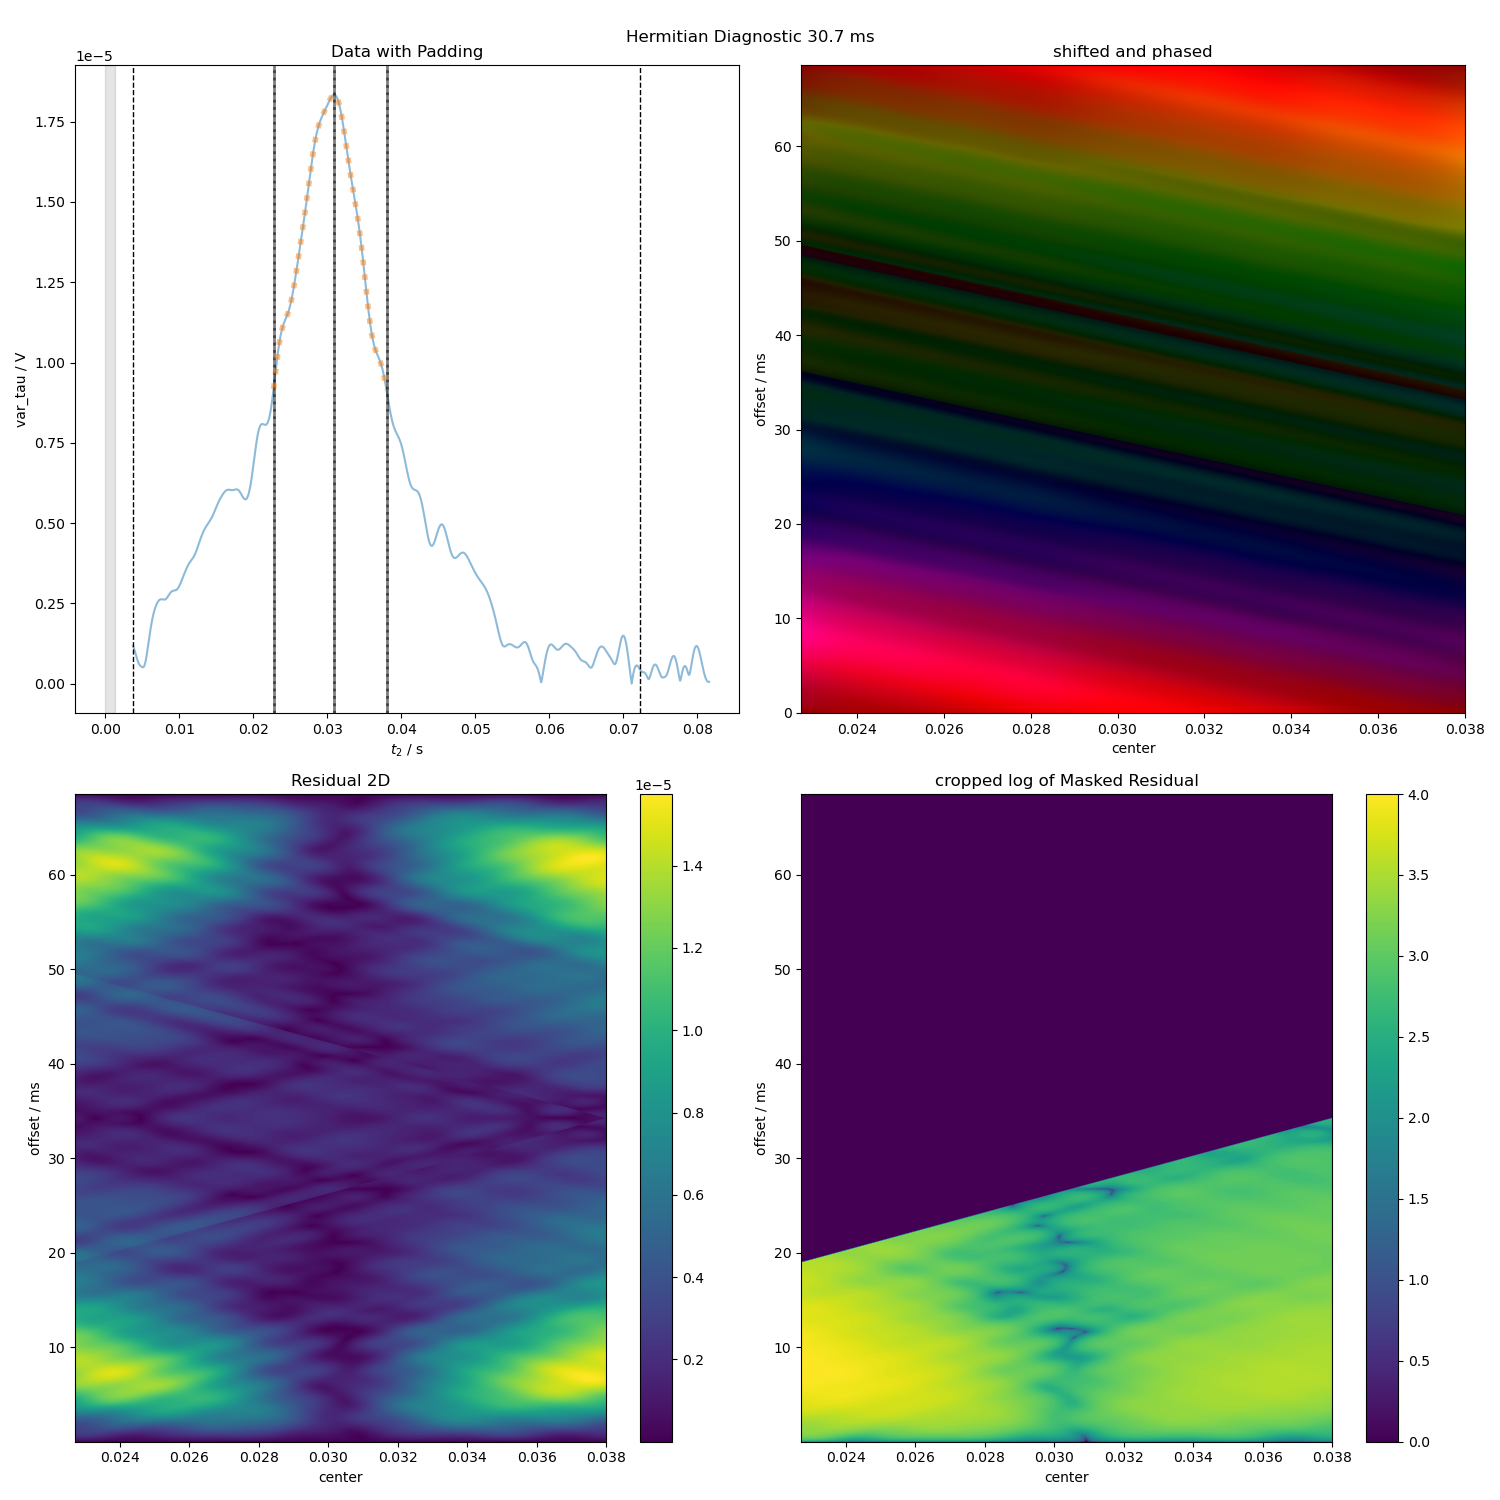 Hermitian Diagnostic 30.7 ms
Data with Padding
1e−5
1.75
1.50
1.25
1.00
0.75
0.50
0.25
0.00
var_tau / V
0.00 0.01 0.02 0.03 0.04 0.05 0.06 0.07 0.08
t2 / s
shifted and phased
60
50
40
30
20
10
0
offset / ms
0.024 0.026 0.028 0.030 0.032 0.034 0.036 0.038
center
Residual 2D
60
50
40
30
20
10
offset / ms
0.024 0.026 0.028 0.030 0.032 0.034 0.036 0.038
center
1e−5
1.4
1.2
1.0
0.8
0.6
0.4
0.2
cropped log of Masked Residual
60
50
40
30
20
10
offset / ms
0.024 0.026 0.028 0.030 0.032 0.034 0.036 0.038
center
4.0
3.5
3.0
2.5
2.0
1.5
1.0
0.5
0.0